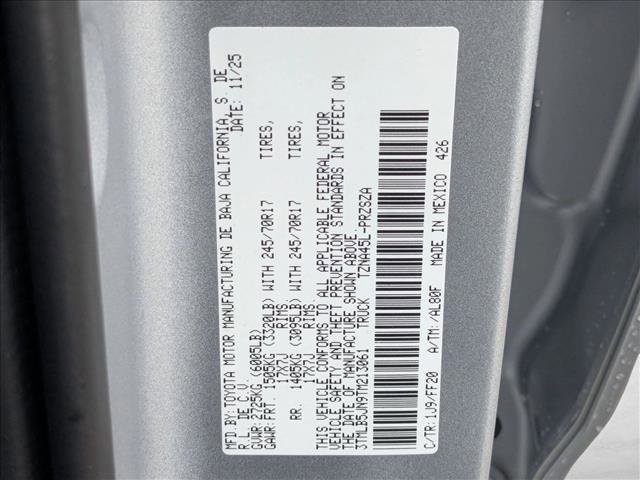 MFD. BY: TOYOTA MOTOR MANUFACTURING DE BAJA CALIFORNIA, S. DE
R. L. DE C.V. DATE: 11/25
GVWR: 2725KG (6005LB)
GAWR: FRT. 1505KG (3320LB) WITH 245/70R17 TIRES,
17X7J RIMS.
RR. 1405KG (3095LB) WITH 245/70R17 TIRES,
17X7J RIMS.
THIS VEHICLE CONFORMS TO ALL APPLICABLE FEDERAL MOTOR
VEHICLE SAFETY AND THEFT PREVENTION STANDARDS IN EFFECT ON
THE DATE OF MANUFACTURE SHOWN ABOVE.
3TMLB5JN9TM213061 TRUCK TZNA45L-PRZSZA
C/TR: 1U9/FF20 A/TM: /AL80F MADE IN MEXICO 426